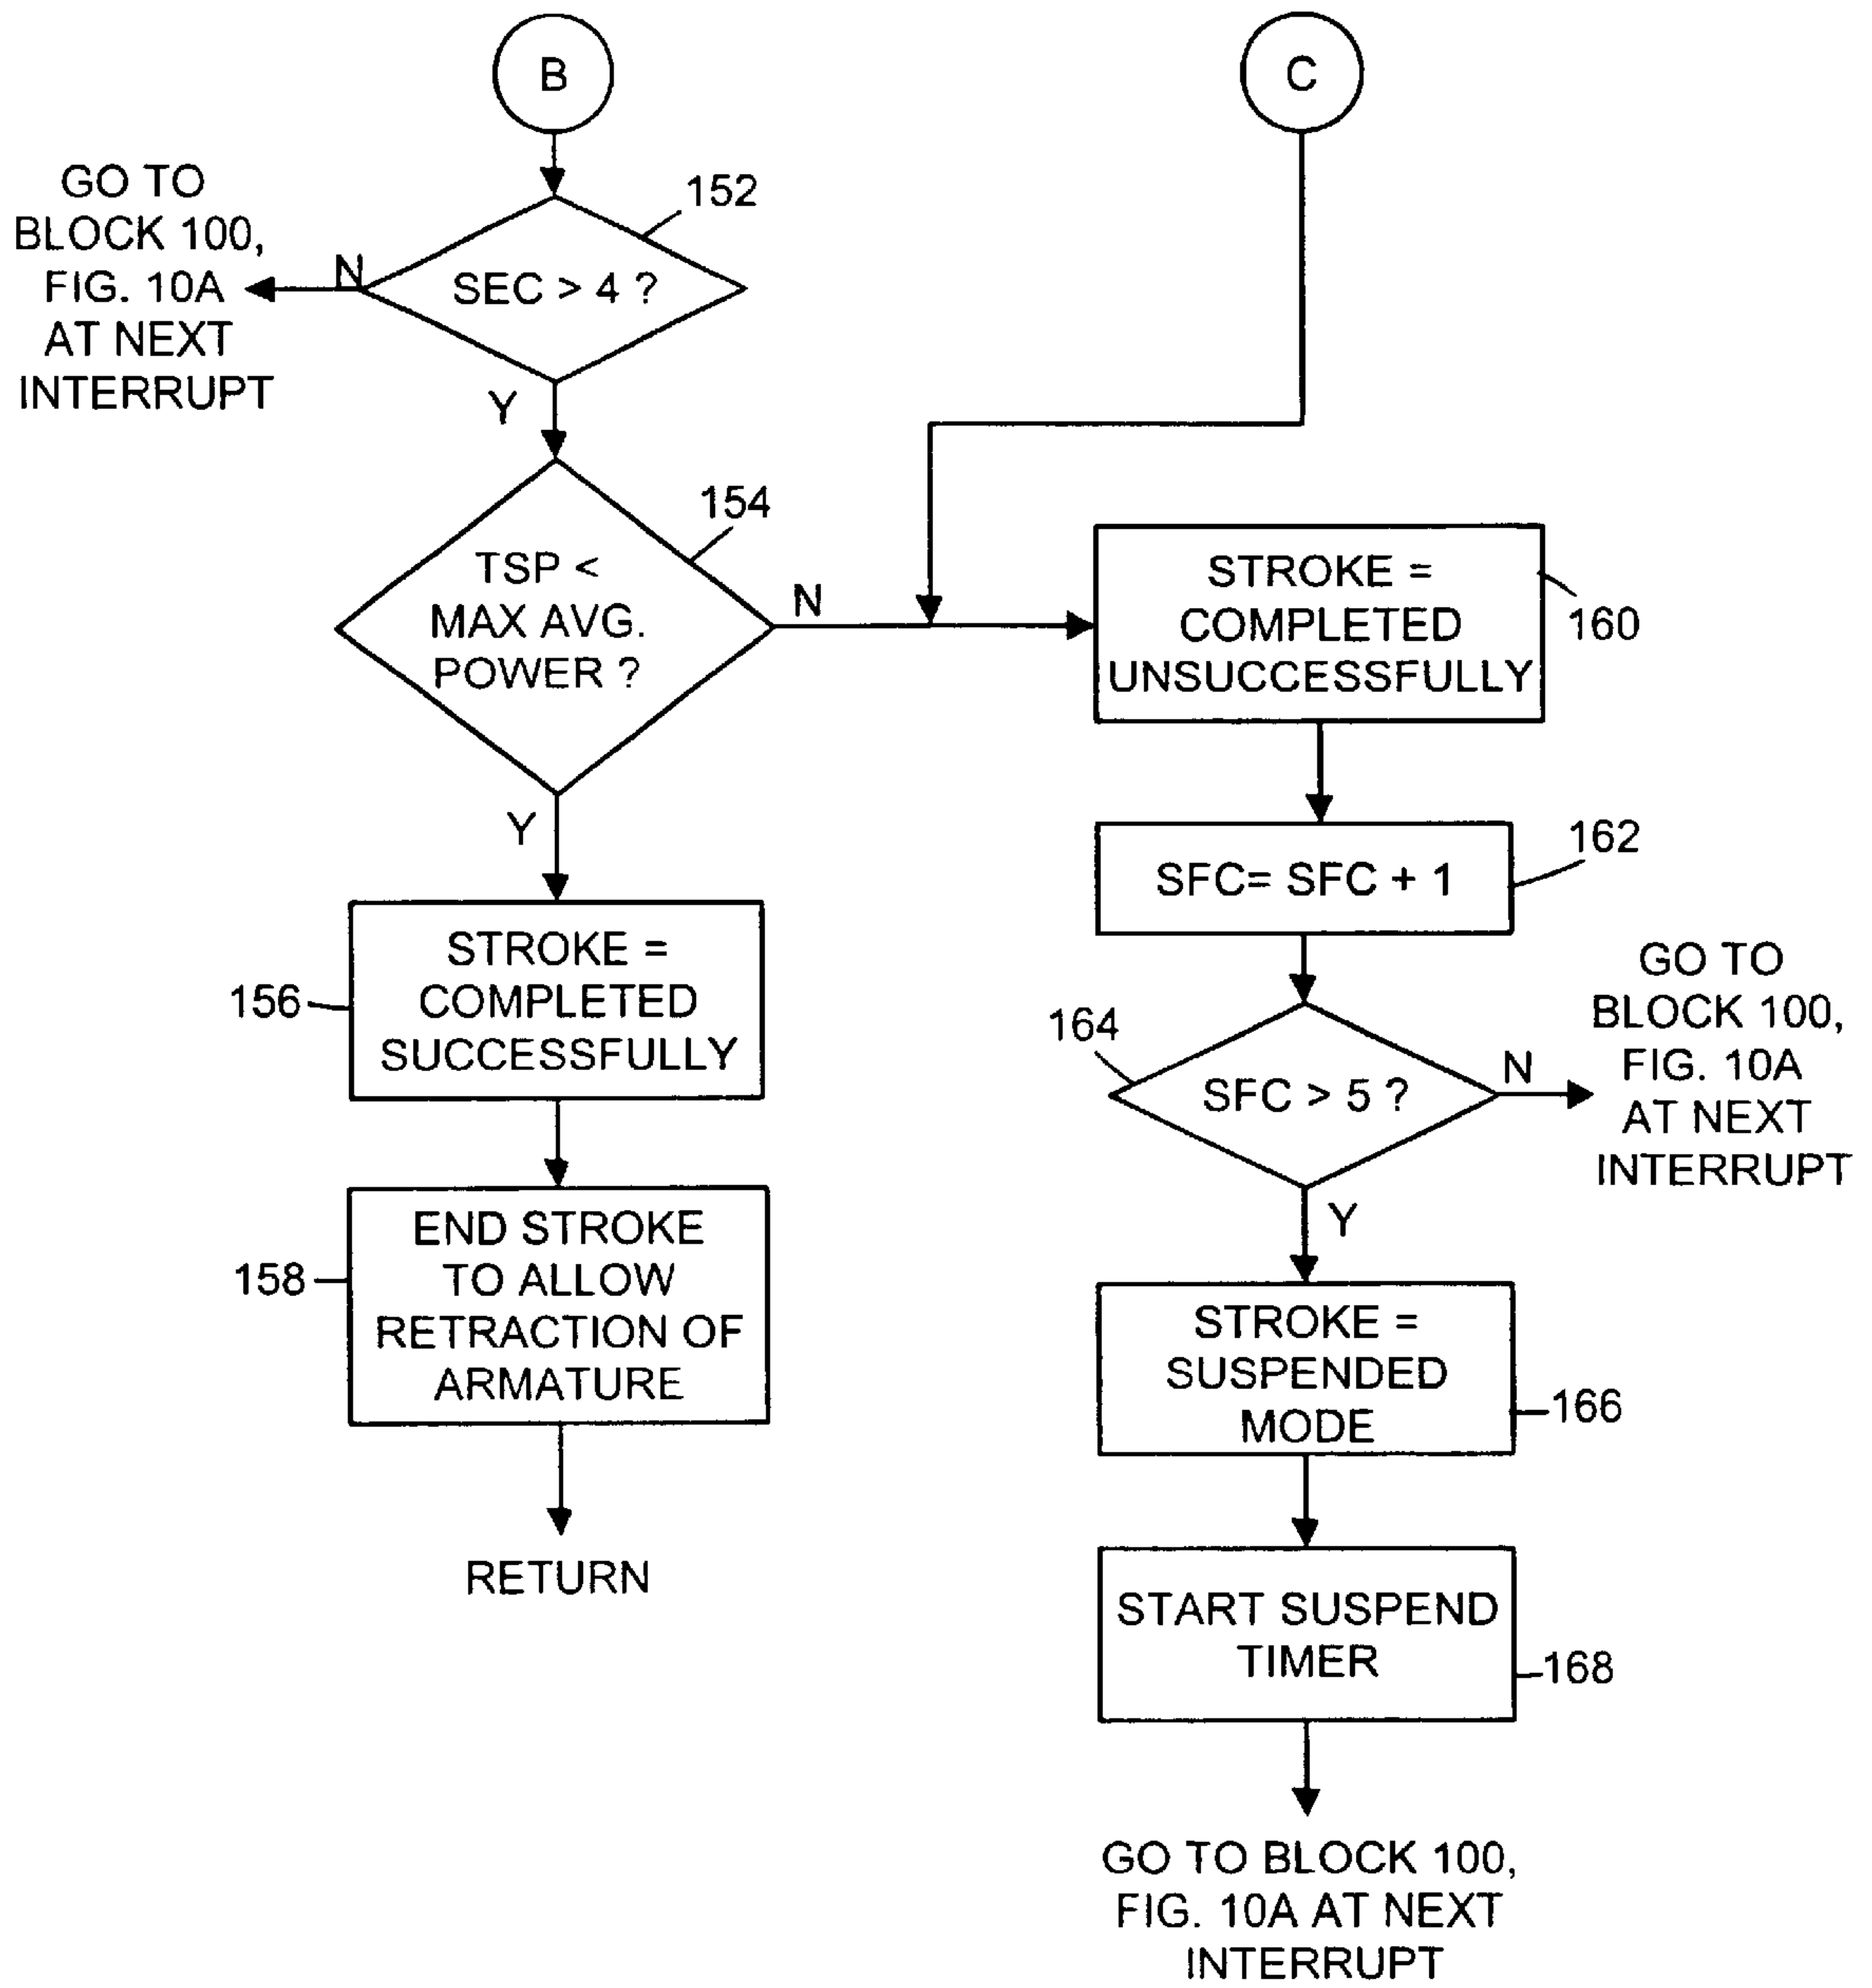 B
C
GO TO
BLOCK 100,
FIG. 10A
AT NEXT
INTERRUPT
N
152
SEC > 4 ?
Y
154
TSP <
MAX AVG.
POWER ?
N
Y
STROKE =
COMPLETED
UNSUCCESSFULLY
160
SFC= SFC + 1
162
156
STROKE =
COMPLETED
SUCCESSFULLY
164
SFC > 5 ?
N
GO TO
BLOCK 100,
FIG. 10A
AT NEXT
INTERRUPT
Y
158
END STROKE
TO ALLOW
RETRACTION OF
ARMATURE
RETURN
STROKE =
SUSPENDED
MODE
166
START SUSPEND
TIMER
168
GO TO BLOCK 100,
FIG. 10A AT NEXT
INTERRUPT